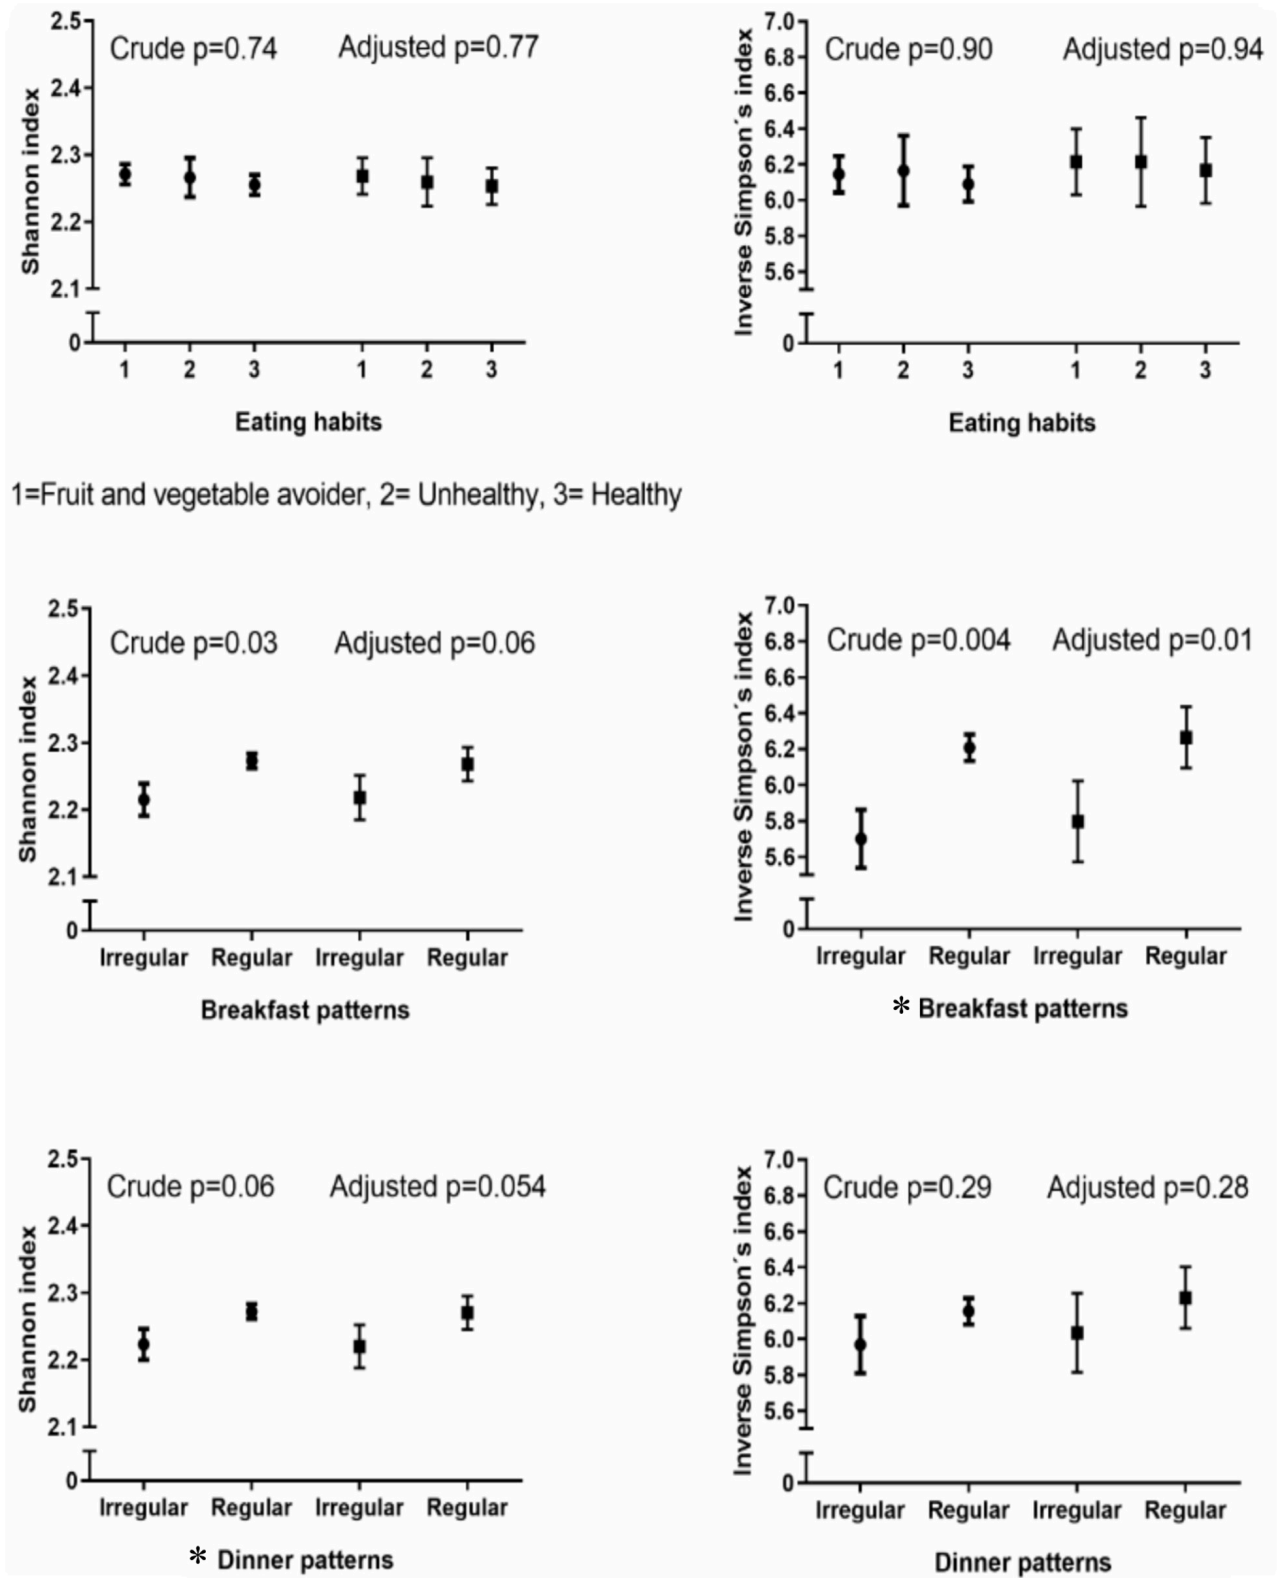 2.5
Crude p=0.74
Adjusted p=0.77
2.4
2.3
2.2
2.1
0
Shannon index
1 2 3 1 2 3
Eating habits
7.0
Crude p=0.90
Adjusted p=0.94
6.8
6.6
6.4
6.2
6.0
5.8
5.6
0
Inverse Simpson´s index
1 2 3 1 2 3
Eating habits
1=Fruit and vegetable avoider, 2= Unhealthy, 3= Healthy
2.5
Crude p=0.03
Adjusted p=0.06
2.4
2.3
2.2
2.1
0
Shannon index
Irregular Regular Irregular Regular
Breakfast patterns
7.0
Crude p=0.004
Adjusted p=0.01
6.8
6.6
6.4
6.2
6.0
5.8
5.6
0
Inverse Simpson´s index
Irregular Regular Irregular Regular
* Breakfast patterns
2.5
Crude p=0.06
Adjusted p=0.054
2.4
2.3
2.2
2.1
0
Shannon index
Irregular Regular Irregular Regular
* Dinner patterns
7.0
Crude p=0.29
Adjusted p=0.28
6.8
6.6
6.4
6.2
6.0
5.8
5.6
0
Inverse Simpson´s index
Irregular Regular Irregular Regular
Dinner patterns